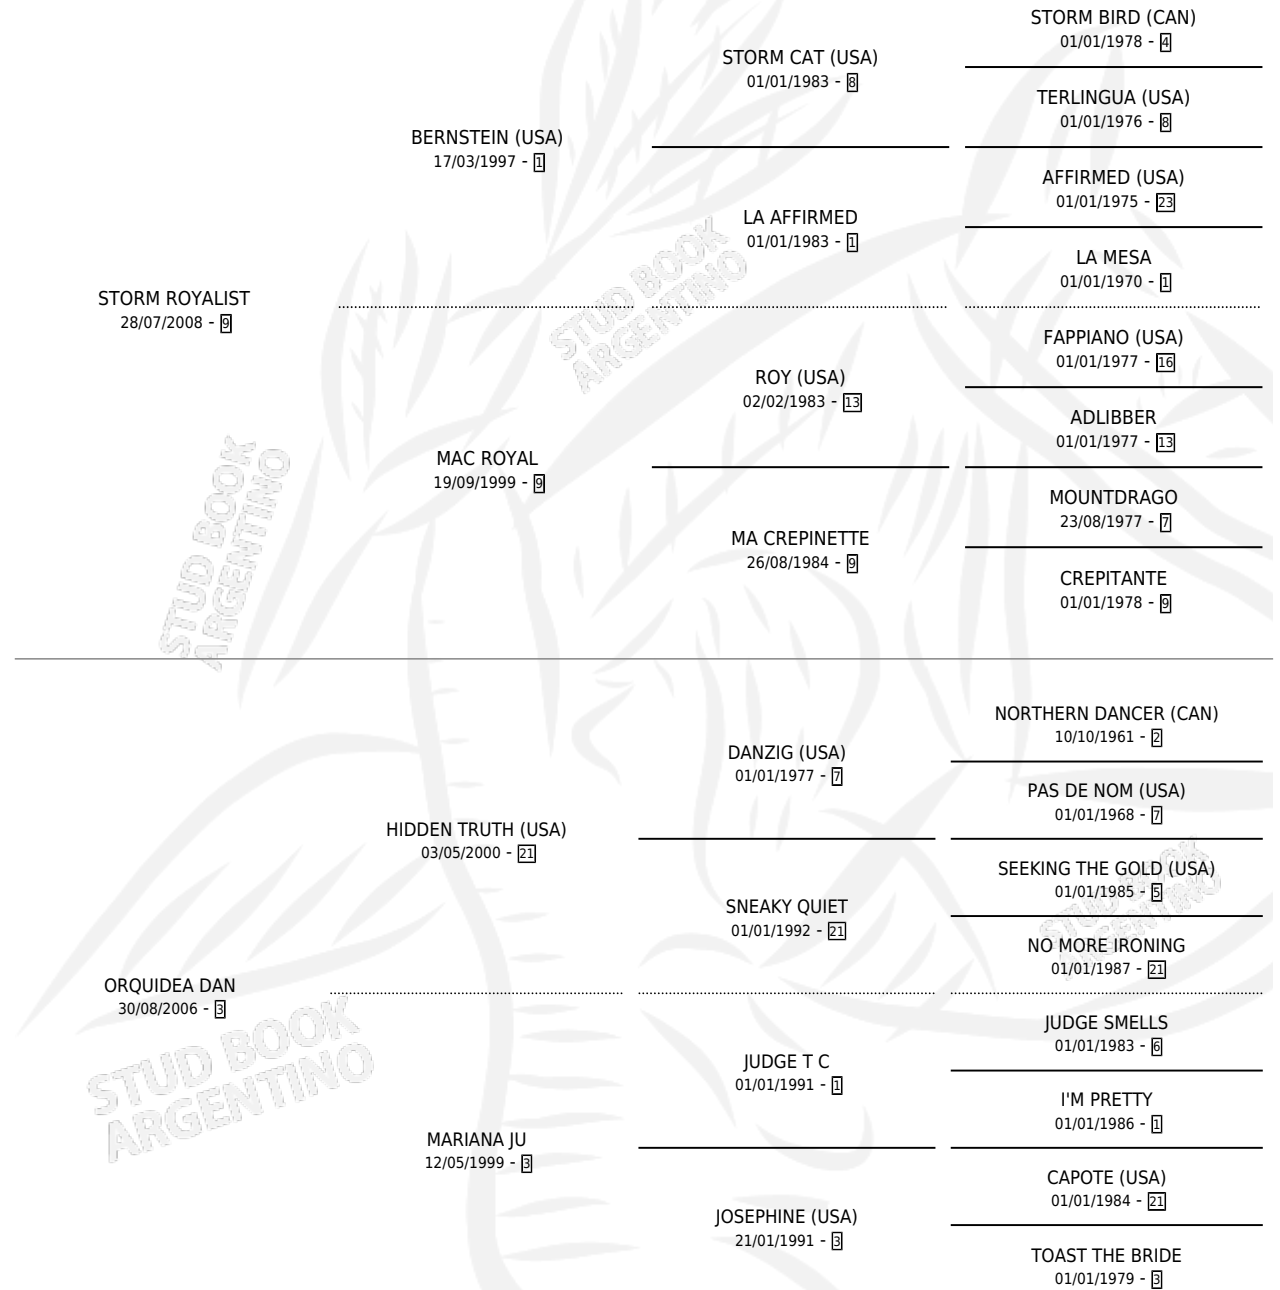 STORM BIRD (CAN)
01/01/1978 - 4
STORM CAT (USA)
01/01/1983 - 8
TERLINGUA (USA)
01/01/1976 - 8
BERNSTEIN (USA)
17/03/1997 - 1
AFFIRMED (USA)
01/01/1975 - 23
LA AFFIRMED
01/01/1983 - 1
LA MESA
01/01/1970 - 1
STORM ROYALIST
28/07/2008 - 9
FAPPIANO (USA)
01/01/1977 - 16
ROY (USA)
02/02/1983 - 13
ADLIBBER
01/01/1977 - 13
MAC ROYAL
19/09/1999 - 9
MOUNTDRAGO
23/08/1977 - 7
MA CREPINETTE
26/08/1984 - 9
CREPITANTE
01/01/1978 - 9
NORTHERN DANCER (CAN)
10/10/1961 - 2
DANZIG (USA)
01/01/1977 - 7
PAS DE NOM (USA)
01/01/1968 - 7
HIDDEN TRUTH (USA)
03/05/2000 - 21
SEEKING THE GOLD (USA)
01/01/1985 - 5
SNEAKY QUIET
01/01/1992 - 21
NO MORE IRONING
01/01/1987 - 21
ORQUIDEA DAN
30/08/2006 - 3
JUDGE SMELLS
01/01/1983 - 6
JUDGE T C
01/01/1991 - 1
I'M PRETTY
01/01/1986 - 1
MARIANA JU
12/05/1999 - 3
CAPOTE (USA)
01/01/1984 - 21
JOSEPHINE (USA)
21/01/1991 - 3
TOAST THE BRIDE
01/01/1979 - 3
STUD BOOK
ARGENTINO
STUD BOOK
ARGENTINO
STUD BOOK
ARGENTINO
STUD BOOK
ARGENTINO